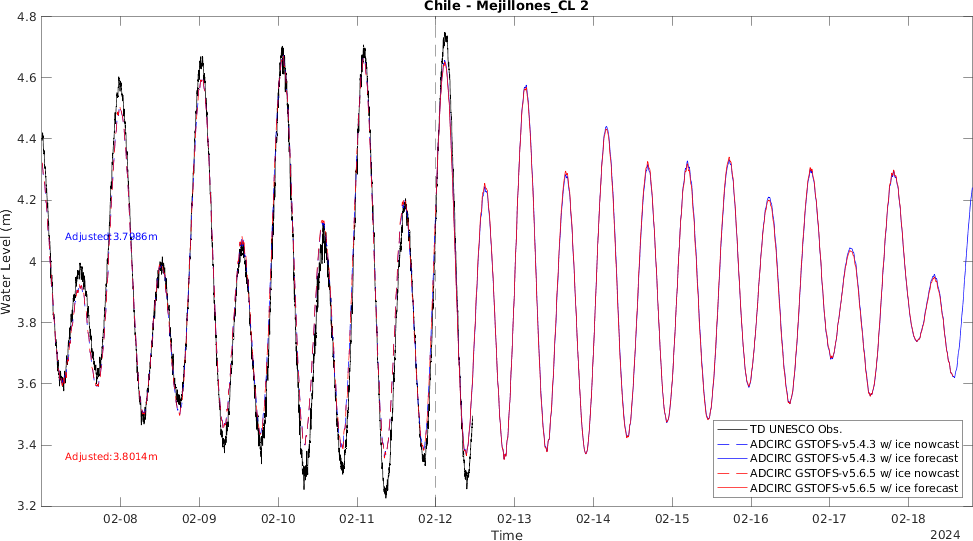 Chile - Mejillones_CL 2
Water Level (m)
4.8
4.6
4.4
4.2
4
3.8
3.6
3.4
3.2
Adjusted:3.7986m
Adjusted:3.8014m
TD UNESCO Obs.
ADCIRC GSTOFS-v5.4.3 w/ ice nowcast
ADCIRC GSTOFS-v5.4.3 w/ ice forecast
ADCIRC GSTOFS-v5.6.5 w/ ice nowcast
ADCIRC GSTOFS-v5.6.5 w/ ice forecast
02-08 02-09 02-10 02-11 02-12 02-13 02-14 02-15 02-16 02-17 02-18
Time
2024